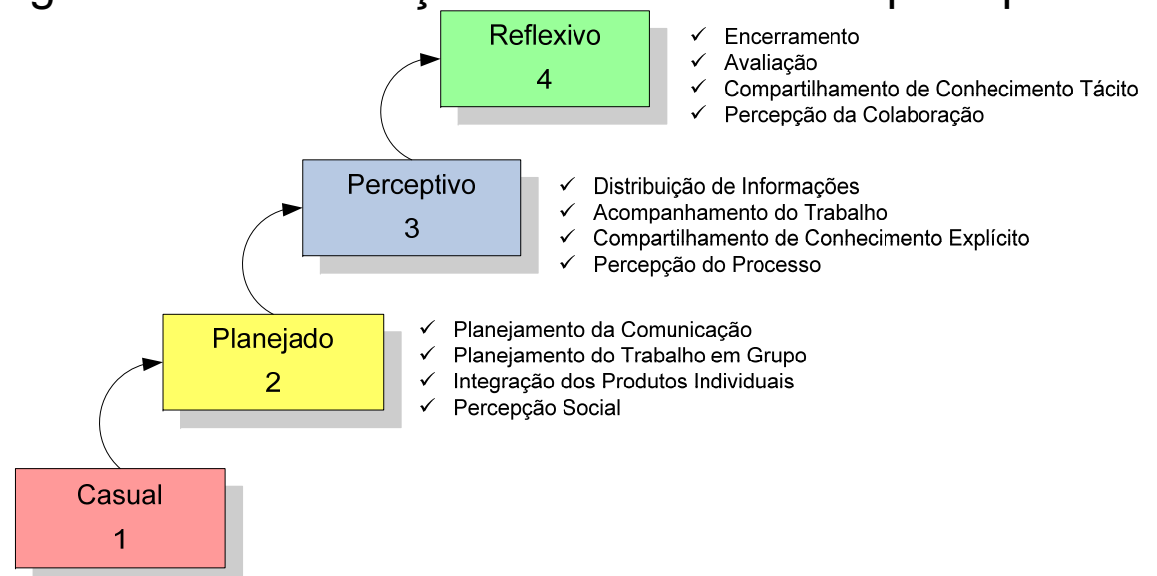 Reflexivo
4
✓ Encerramento
✓ Avaliação
✓ Compartilhamento de Conhecimento Tácito
✓ Percepção da Colaboração
Perceptivo
3
✓ Distribuição de Informações
✓ Acompanhamento do Trabalho
✓ Compartilhamento de Conhecimento Explícito
✓ Percepção do Processo
Planejado
2
✓ Planejamento da Comunicação
✓ Planejamento do Trabalho em Grupo
✓ Integração dos Produtos Individuais
✓ Percepção Social
Casual
1